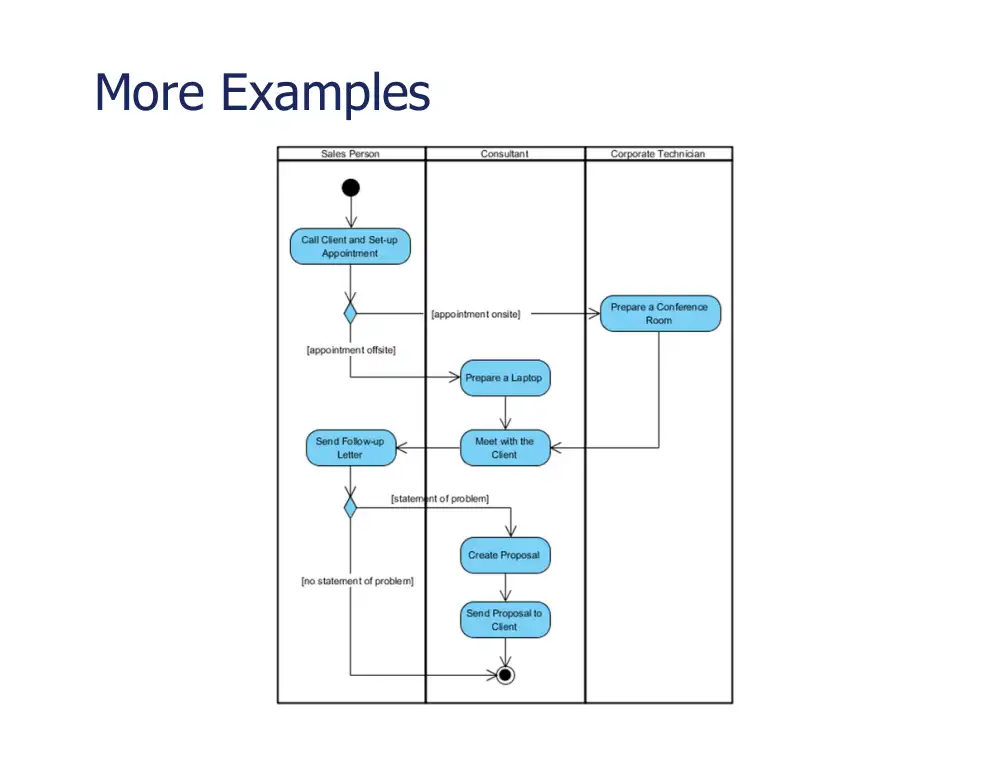 More Examples
Sales Person
Consultant
Corporate Technician
Call Client and Set-up
Appointment
[appointment onsite]
Prepare a Conference
Room
[appointment offsite]
Prepare a Laptop
Send Follow-up
Letter
Meet with the
Client
[statement of problem]
Create Proposal
[no statement of problem]
Send Proposal to
Client